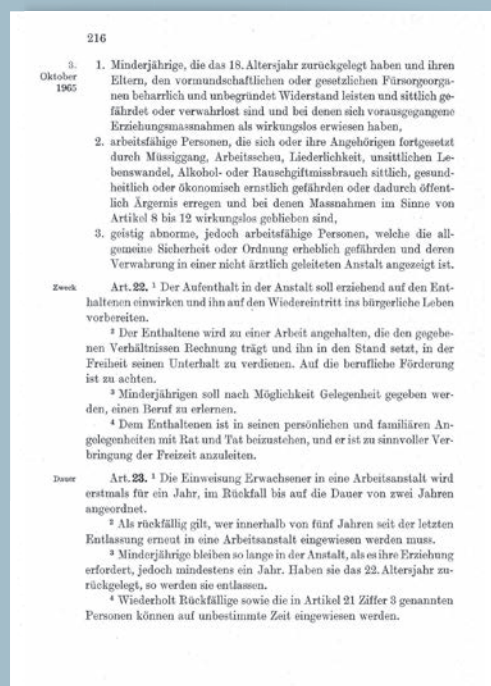 216
3.
Oktober
1965
1. Minderjährige, die das 18. Altersjahr zurückgelegt haben und ihren
Eltern, den vormundschaftlichen oder gesetzlichen Fürsorgeorga-
nen beharrlich und unbegründet Widerstand leisten und sittlich ge-
fährdet oder verwahrlost sind und bei denen sich vorausgegangene
Erziehungsmassnahmen als wirkungslos erwiesen haben,
2. arbeitsfähige Personen, die sich oder ihre Angehörigen fortgesetzt
durch Müssiggang, Arbeitsscheu, Liederlichkeit, unsittlichen Le-
benswandel, Alkohol- oder Rauschgiftmissbrauch sittlich, gesund-
heitlich oder ökonomisch ernstlich gefährden oder dadurch öffent-
lich Ärgernis erregen und bei denen Massnahmen im Sinne von
Artikel 8 bis 12 wirkungslos geblieben sind,
3. geistig abnorme, jedoch arbeitsfähige Personen, welche die all-
gemeine Sicherheit oder Ordnung erheblich gefährden und deren
Verwahrung in einer nicht ärztlich geleiteten Anstalt angezeigt ist.
Zweck
Art. 22. ¹ Der Aufenthalt in der Anstalt soll erziehend auf den Ent-
haltenen einwirken und ihn auf den Wiedereintritt ins bürgerliche Leben
vorbereiten.
² Der Enthaltene wird zu einer Arbeit angehalten, die den gegebe-
nen Verhältnissen Rechnung trägt und ihn in den Stand setzt, in der
Freiheit seinen Unterhalt zu verdienen. Auf die berufliche Förderung
ist zu achten.
³ Minderjährigen soll nach Möglichkeit Gelegenheit gegeben wer-
den, einen Beruf zu erlernen.
⁴ Dem Enthaltenen ist in seinen persönlichen und familiären An-
gelegenheiten mit Rat und Tat beizustehen, und er ist zu sinnvoller Ver-
bringung der Freizeit anzuleiten.
Dauer
Art. 23. ¹ Die Einweisung Erwachsener in eine Arbeitsanstalt wird
erstmals für ein Jahr, im Rückfall bis auf die Dauer von zwei Jahren
angeordnet.
² Als rückfällig gilt, wer innerhalb von fünf Jahren seit der letzten
Entlassung erneut in eine Arbeitsanstalt eingewiesen werden muss.
³ Minderjährige bleiben so lange in der Anstalt, als es ihre Erziehung
erfordert, jedoch mindestens ein Jahr. Haben sie das 22. Altersjahr zu-
rückgelegt, so werden sie entlassen.
⁴ Wiederholt Rückfällige sowie die in Artikel 21 Ziffer 3 genannten
Personen können auf unbestimmte Zeit eingewiesen werden.